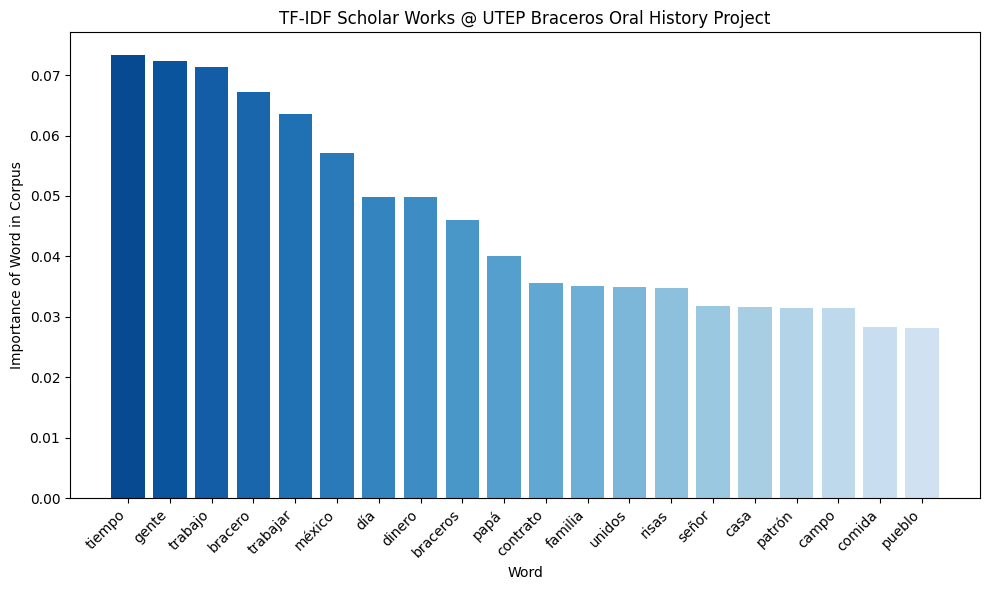 TF-IDF Scholar Works @ UTEP Braceros Oral History Project
Importance of Word in Corpus
0.07
0.06
0.05
0.04
0.03
0.02
0.01
0.00
tiempo
gente
trabajo
bracero
trabajar
méxico
día
dinero
braceros
papá
contrato
familia
unidos
risas
señor
casa
patrón
campo
comida
pueblo
Word